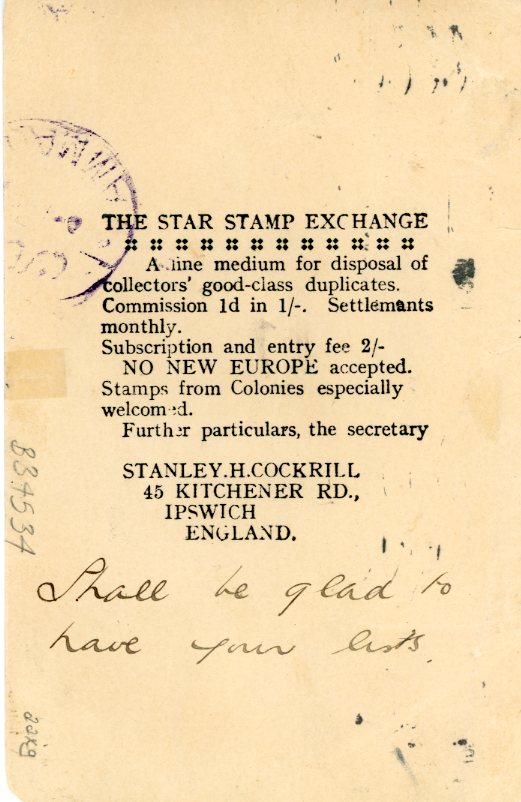 THE STAR STAMP EXCHANGE
A fine medium for disposal of
collectors' good-class duplicates.
Commission 1d in 1/-. Settlemants
monthly.
Subscription and entry fee 2/-
NO NEW EUROPE accepted.
Stamps from Colonies especially
welcomed.
Further particulars, the secretary
STANLEY.H.COCKRILL
45 KITCHENER RD.,
IPSWICH
ENGLAND.
Shall be glad to
have your lists.
834534